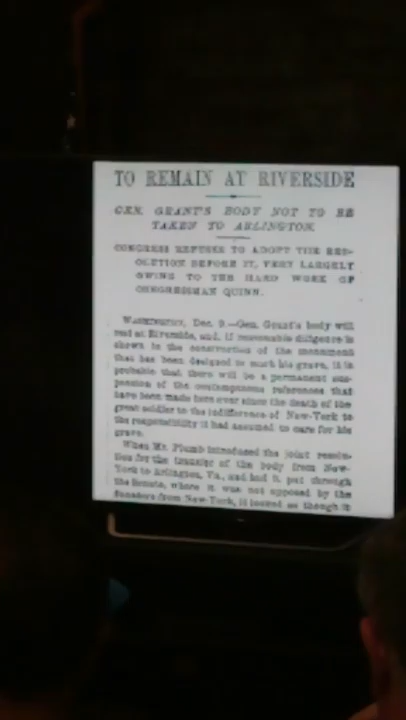 TO REMAIN AT RIVERSIDE
GEN. GRANT'S BODY NOT TO BE
TAKEN TO ARLINGTON.
CONGRESS REFUSES TO ADOPT THE RES-
OLUTION BEFORE IT, VERY LARGELY
OWING TO THE HARD WORK OF
CONGRESSMAN QUINN.
WASHINGTON, Dec. 9.—Gen. Grant's body will
rest at Riverside, and, if reasonable diligence is
shown in the construction of the monument
that has been designed to mark his grave, it is
probable that there will be a permanent sus-
pension of the contemptuous references that
have been made here ever since the death of the
great soldier to the indifference of New-York to
the responsibility it had assumed to care for his
grave.
When Mr. Plumb introduced the joint resolu-
tion for the transfer of the body from New-
York to Arlington, Va., and had it put through
the Senate, where it was not opposed by the
Senators from New-York, it looked as though it